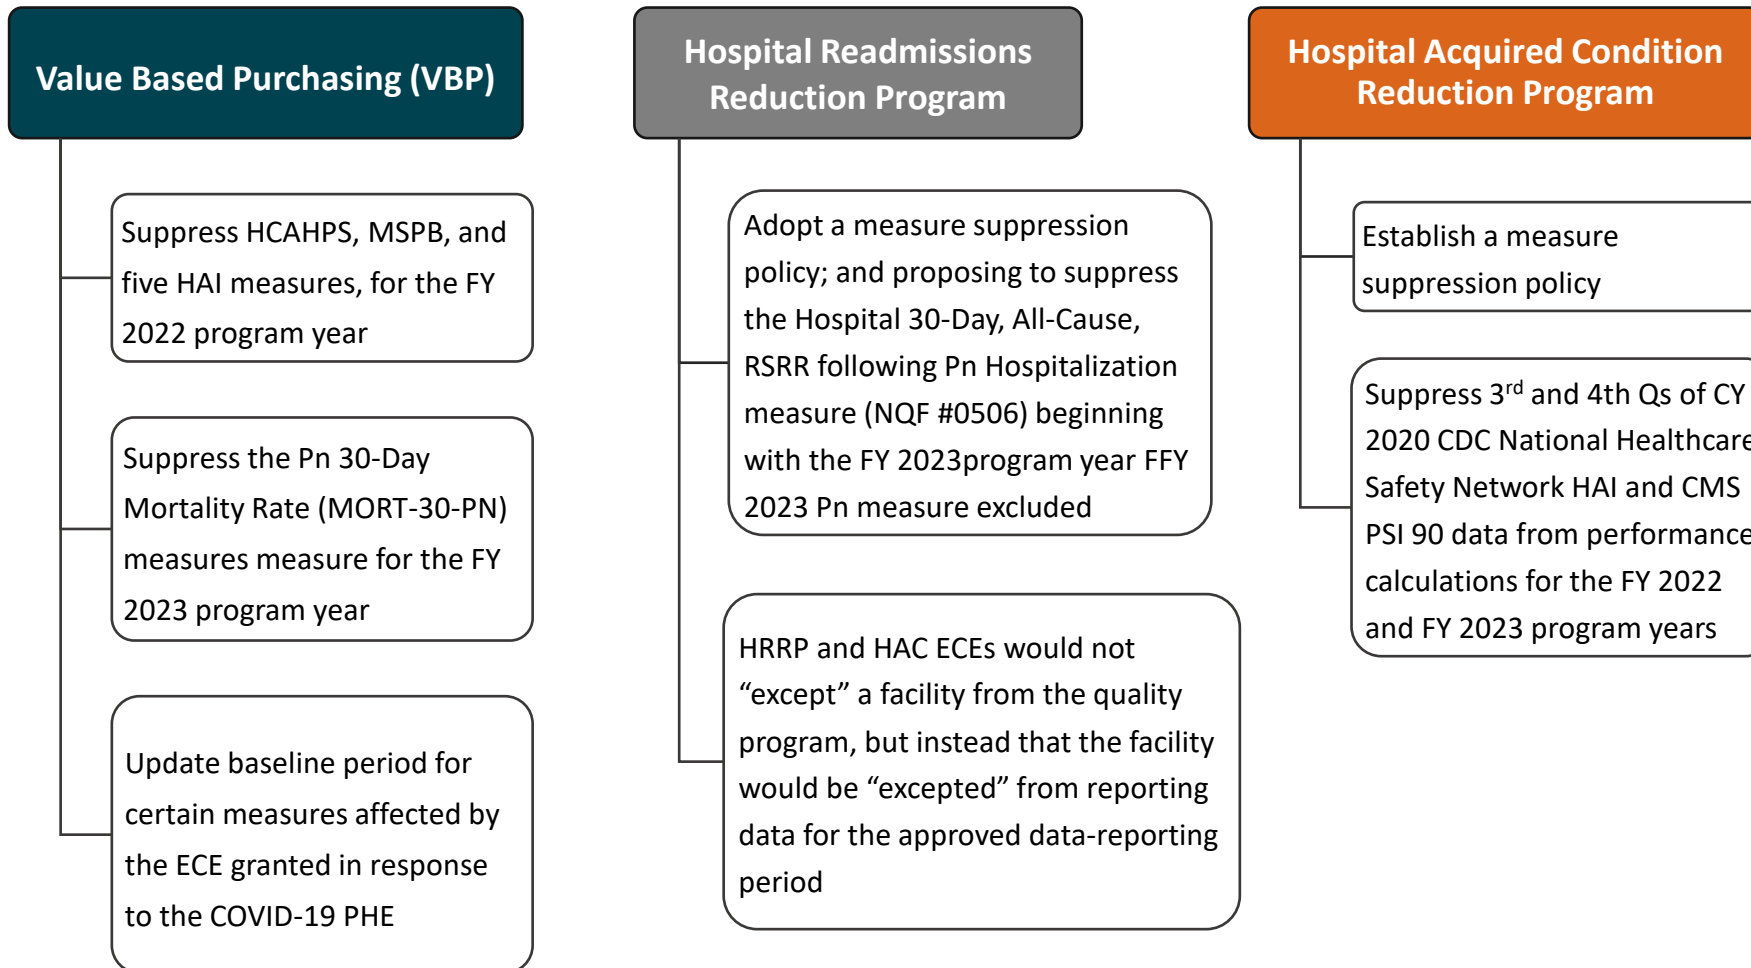 Value Based Purchasing (VBP)
Suppress HCAHPS, MSPB, and
five HAI measures, for the FY
2022 program year
Suppress the Pn 30-Day
Mortality Rate (MORT-30-PN)
measures measure for the FY
2023 program year
Update baseline period for
certain measures affected by
the ECE granted in response
to the COVID-19 PHE
Hospital Readmissions
Reduction Program
Adopt a measure suppression
policy; and proposing to suppress
the Hospital 30-Day, All-Cause,
RSRR following Pn Hospitalization
measure (NQF #0506) beginning
with the FY 2023program year FFY
2023 Pn measure excluded
HRRP and HAC ECEs would not
“except” a facility from the quality
program, but instead that the facility
would be “excepted” from reporting
data for the approved data-reporting
period
Hospital Acquired Condition
Reduction Program
Establish a measure
suppression policy
Suppress 3rd and 4th Qs of CY
2020 CDC National Healthcare
Safety Network HAI and CMS
PSI 90 data from performance
calculations for the FY 2022
and FY 2023 program years